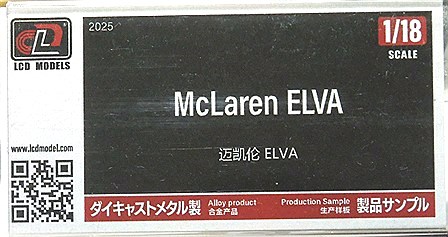 2025
1/18
SCALE
LCD MODELS
McLaren ELVA
迈凯伦 ELVA
www.lcdmodel.com
ダイキャストメタル製 Alloy product 合金产品
Production Sample 生产样板 製品サンプル